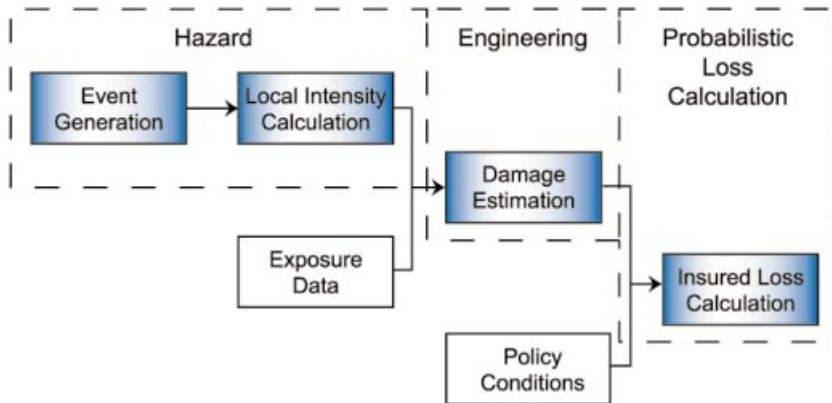 Hazard
Engineering
Probabilistic
Loss
Calculation
Event
Generation
Local Intensity
Calculation
Damage
Estimation
Exposure
Data
Insured Loss
Calculation
Policy
Conditions